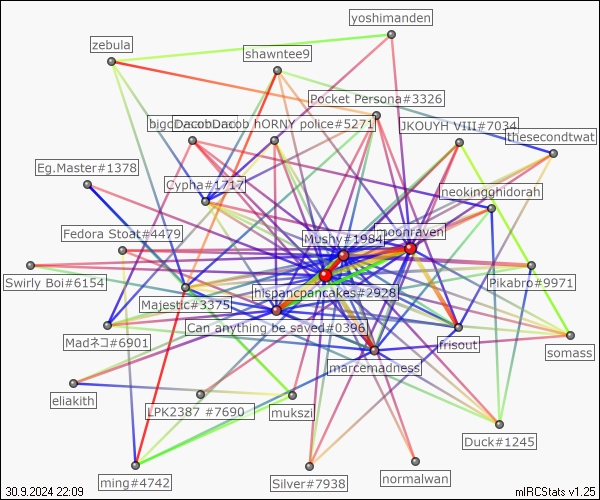 yoshimanden
zebula
shawntee9
Pocket Persona#3326
hORNY police#5271
JKOUYH VIII#7034
thesecondtwat
Eg.Master#1378
Cypha#1717
neokingghidorah
Fedora Stoat#4479
Mushy#1984
moonraven
Swirly Boi#6154
hispancpancakes#2928
Pikabro#9971
Majestic#3375
Can anything be saved#0396
Madネコ#6901
frisout
somass
marcemadness
eliakith
LPK2387 #7690
mukszi
Duck#1245
ming#4742
Silver#7938
normalwan
30.9.2024 22:09
mIRCStats v1.25